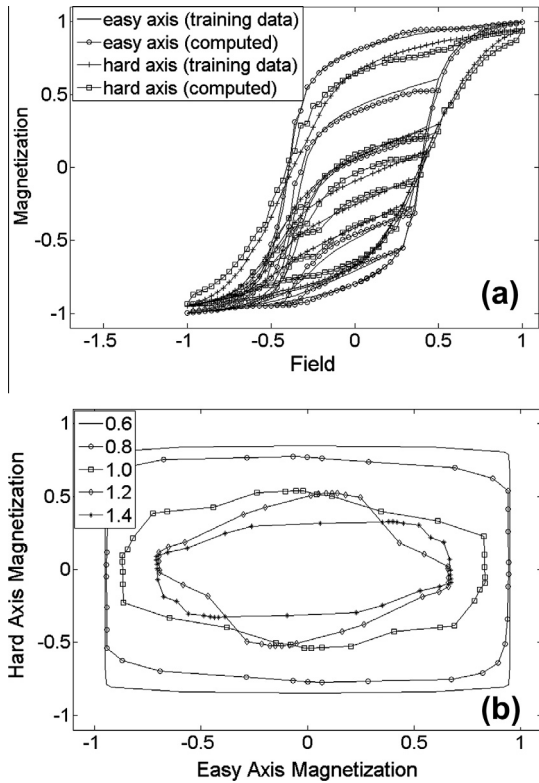 easy axis (training data)
easy axis (computed)
hard axis (training data)
hard axis (computed)
1
0.5
0
-0.5
-1
Magnetization
(a)
-1.5
-1
-0.5
0
0.5
1
Field
0.6
0.8
1.0
1.2
1.4
1
0.5
0
-0.5
-1
Hard Axis Magnetization
(b)
-1
-0.5
0
0.5
1
Easy Axis Magnetization